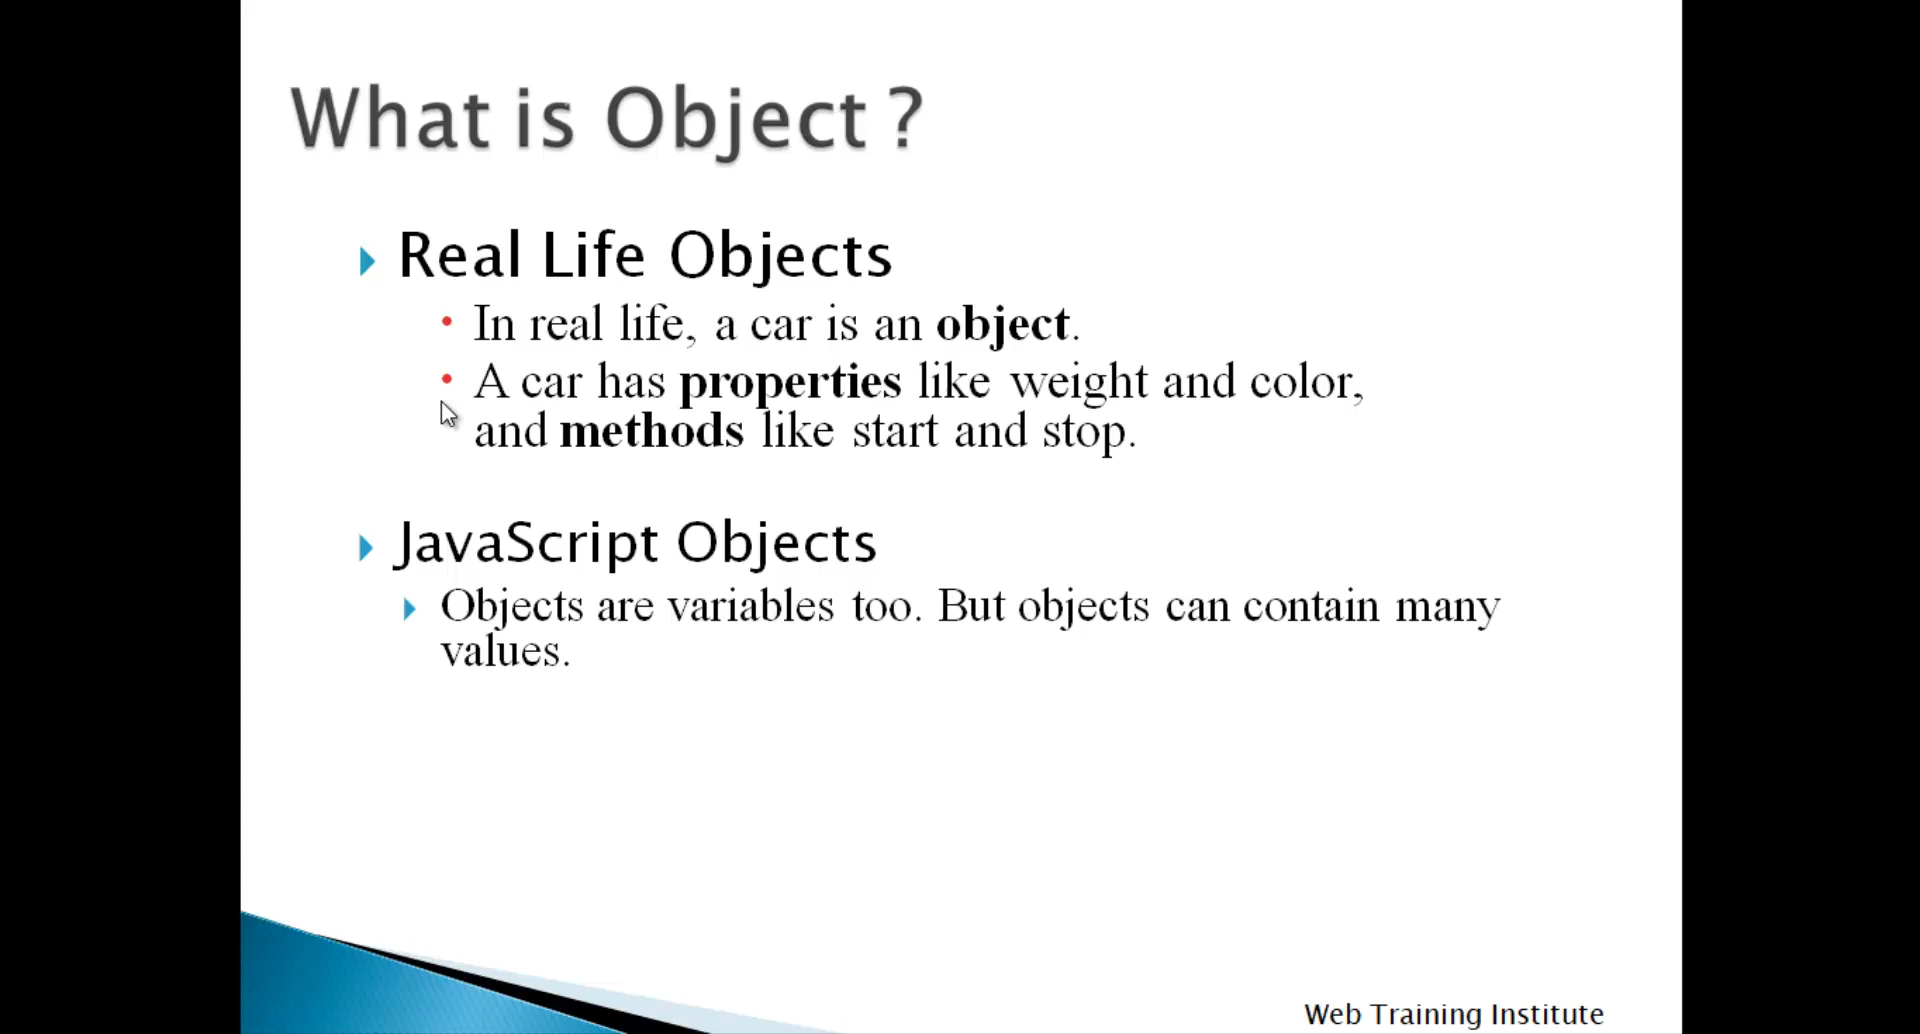 What is Object ?
Real Life Objects
In real life, a car is an object.
A car has properties like weight and color,
and methods like start and stop.
JavaScript Objects
Objects are variables too. But objects can contain many
values.
Web Training Institute